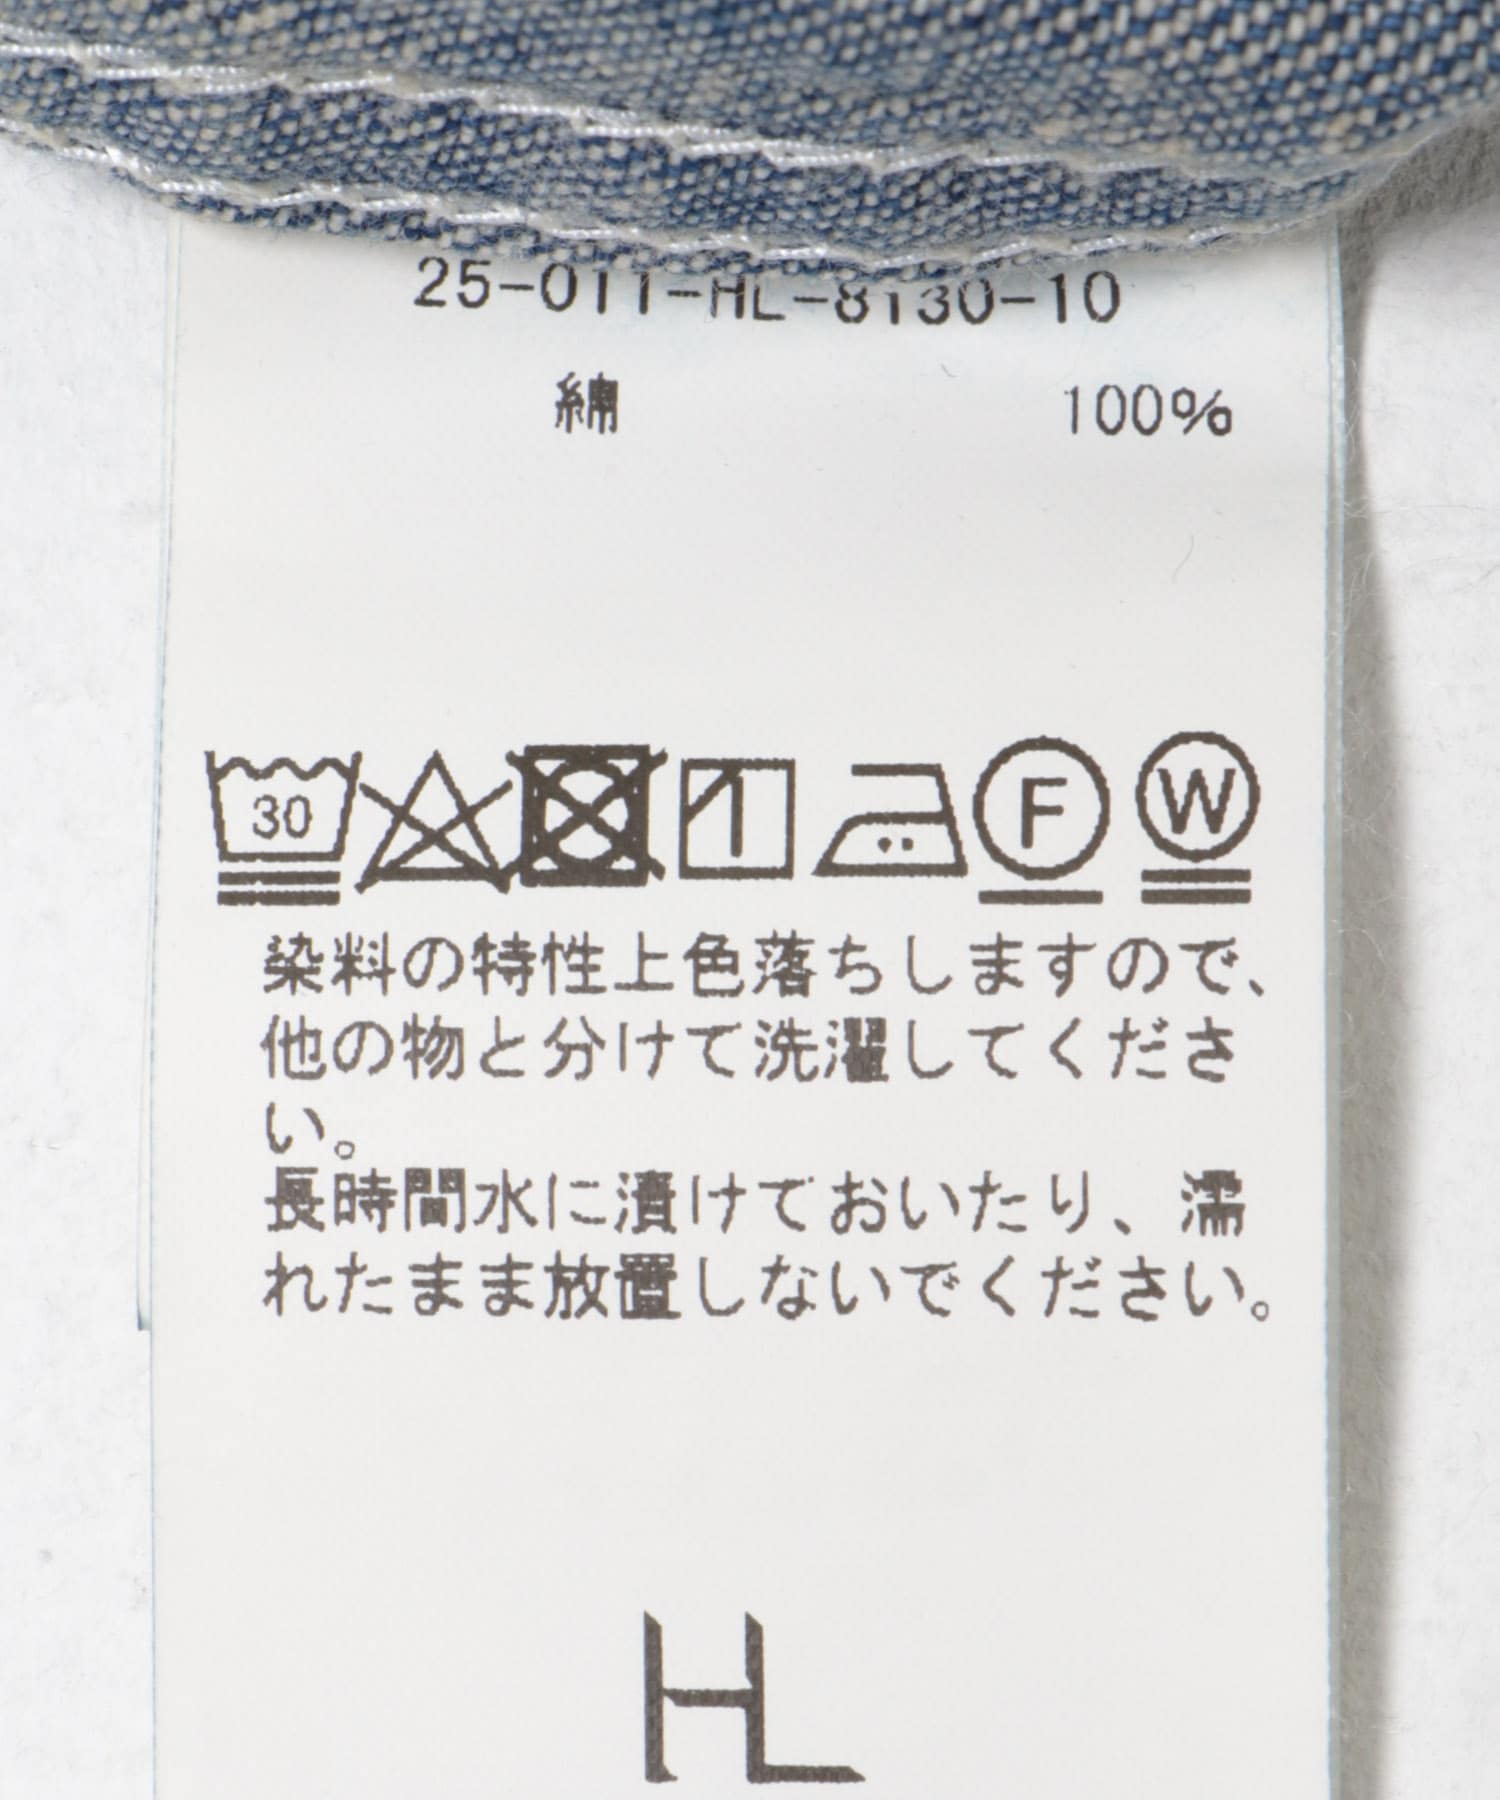 25-011-HL-8130-10
綿 100%
30
F
W
染料の特性上色落ちしますので、
他の物と分けて洗濯してくださ
い。
長時間水に漬けておいたり、濡
れたまま放置しないでください。
HL